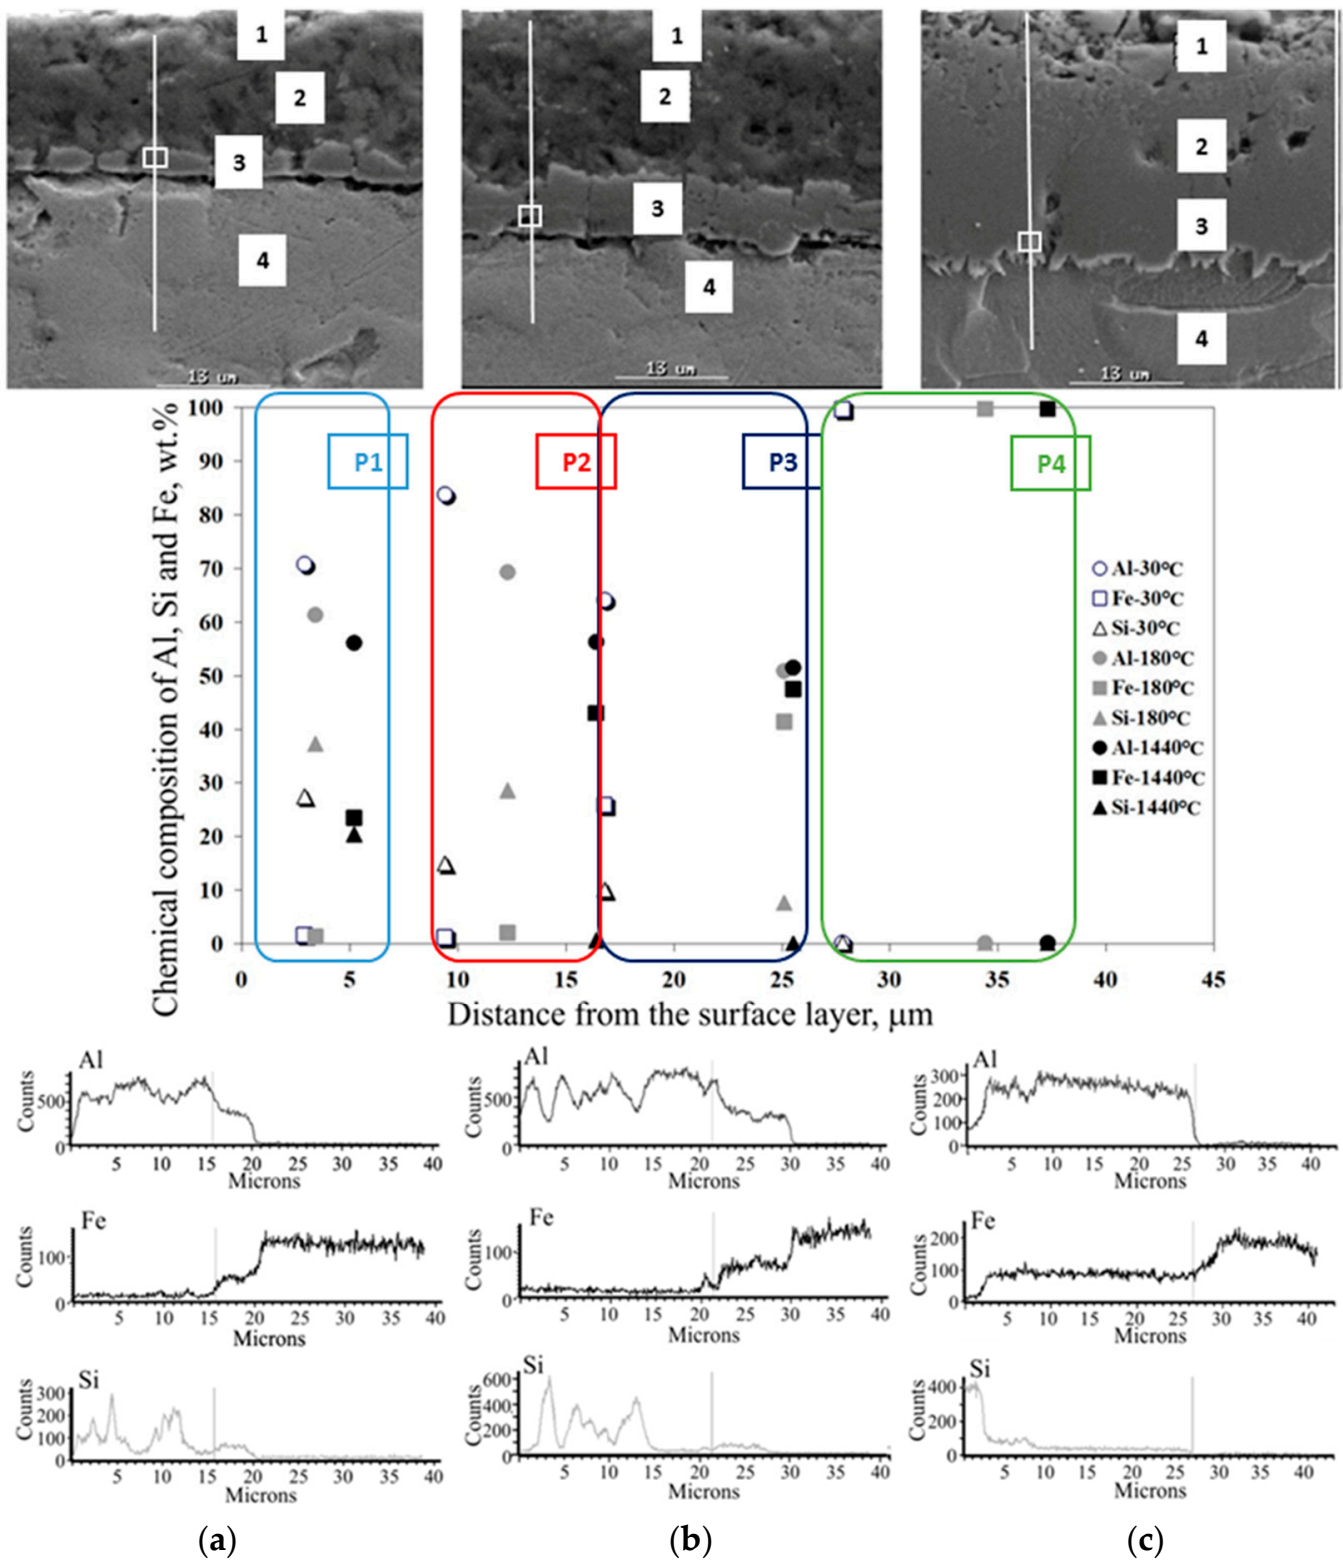 1
2
3
4
13 um
1
2
3
4
13 um
1
2
3
4
13 um
Chemical composition of Al, Si and Fe, wt.%
100
90
80
70
60
50
40
30
20
10
0
P1
P2
P3
P4
Al-30°C
Fe-30°C
Si-30°C
Al-180°C
Fe-180°C
Si-180°C
Al-1440°C
Fe-1440°C
Si-1440°C
0 5 10 15 20 25 30 35 40 45
Distance from the surface layer, µm
Al
Counts
500
0
5 10 15 20 25 30 35 40
Microns
Al
Counts
500
0
5 10 15 20 25 30 35 40
Microns
Al
Counts
300
200
100
0
5 10 15 20 25 30 35 40
Microns
Fe
Counts
100
0
5 10 15 20 25 30 35 40
Microns
Fe
Counts
100
0
5 10 15 20 25 30 35 40
Microns
Fe
Counts
200
100
0
5 10 15 20 25 30 35 40
Microns
Si
Counts
300
200
100
0
5 10 15 20 25 30 35 40
Microns
Si
Counts
600
400
200
0
5 10 15 20 25 30 35 40
Microns
Si
Counts
400
200
0
5 10 15 20 25 30 35 40
Microns
(a) (b) (c)